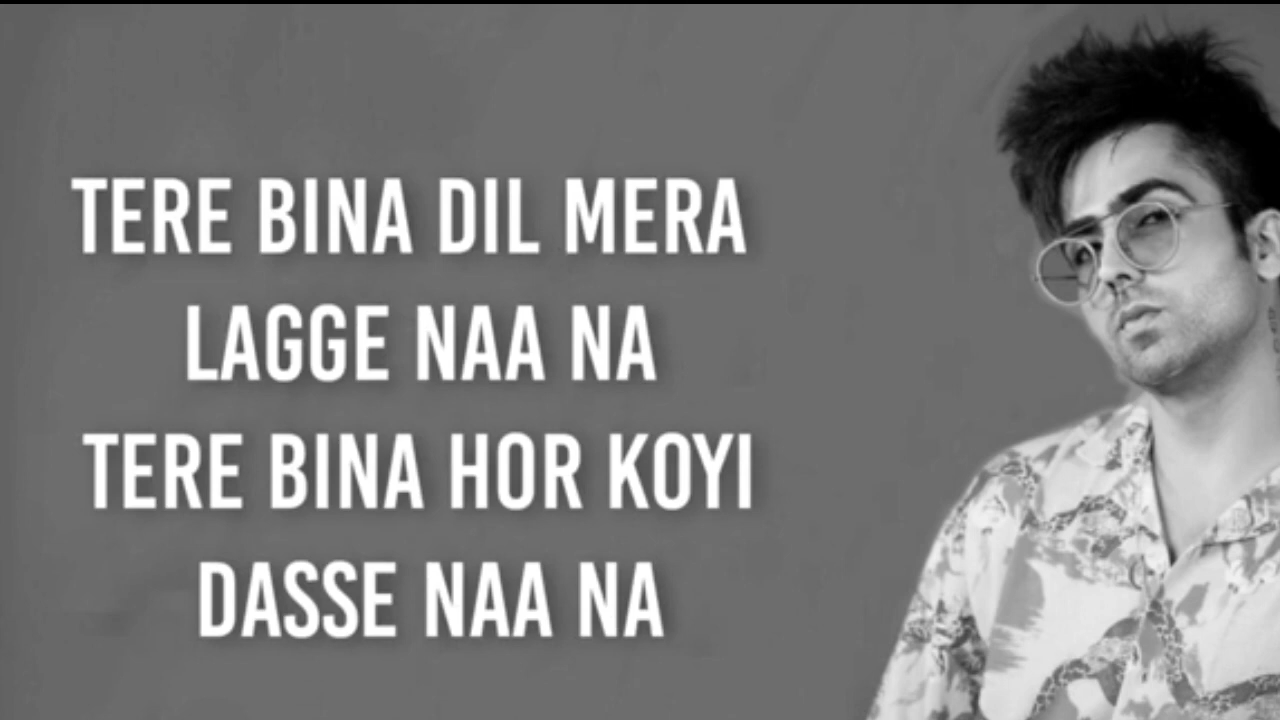 TERE BINA DIL MERA
LAGGE NAA NA
TERE BINA HOR KOYI
DASSE NAA NA